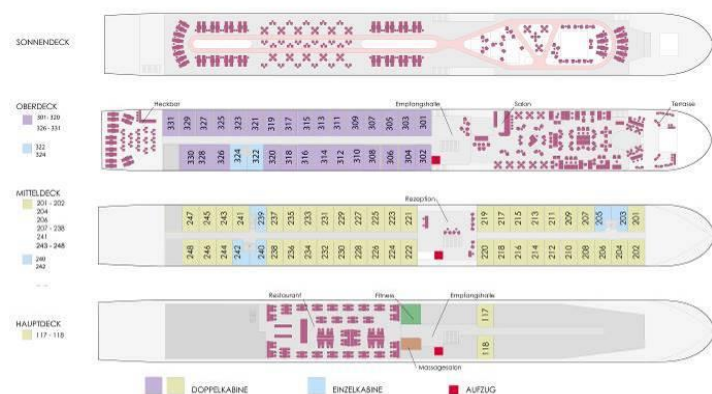 SONNENDECK
OBERDECK
301 - 320
326 - 331
322
324
Heckbar
Empfangshalle
Salon
Terrasse
331 329 327 325 323 321 319 317 315 313 311 309 307 305 303 301
330 328 326 324 322 320 318 316 314 312 310 308 306 304 302
MITTELDECK
201 - 202
204
206
207 - 238
241
243 - 248
240
242
Rezeption
247 245 243 241 239 237 235 233 231 229 227 225 223 221 219 217 215 213 211 209 207 205 203 201
248 246 244 242 240 238 236 234 232 230 228 226 224 222 220 218 216 214 212 210 208 206 204 202
HAUPTDECK
117 - 118
Restaurant
Fitness
Empfangshalle
117
118
Massagesalon
DOPPELKABINE
EINZELKABINE
AUFZUG